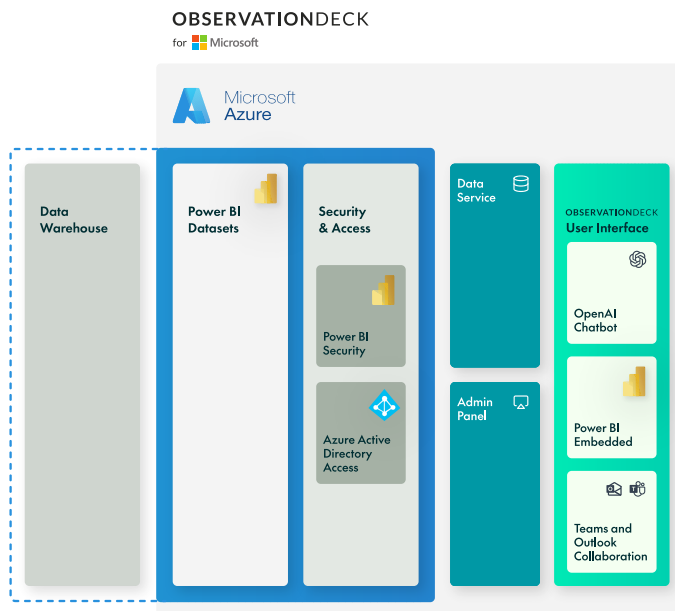 OBSERVATIONDECK
for Microsoft
Microsoft
Azure
Data
Warehouse
Power BI
Datasets
Security
& Access
Power BI
Security
Azure Active
Directory
Access
Data
Service
Admin
Panel
OBSERVATIONDECK
User Interface
OpenAI
Chatbot
Power BI
Embedded
Teams and
Outlook
Collaboration